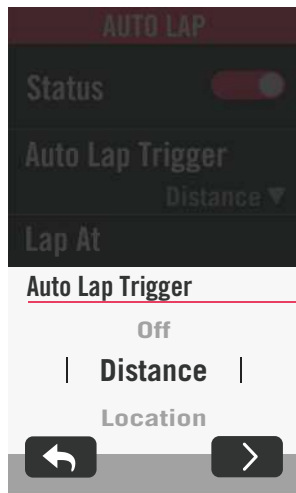 AUTO LAP
Status
Auto Lap Trigger
Distance ▼
Lap At
Auto Lap Trigger
Off
Distance
Location